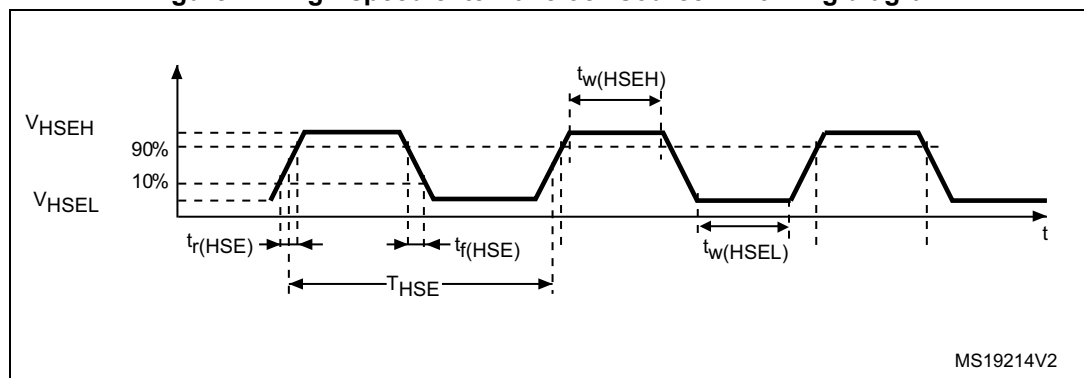 tw(HSEH)
VHSEH
90%
10%
VHSEL
tr(HSE)
tf(HSE)
tw(HSEL)
t
THSE
MS19214V2